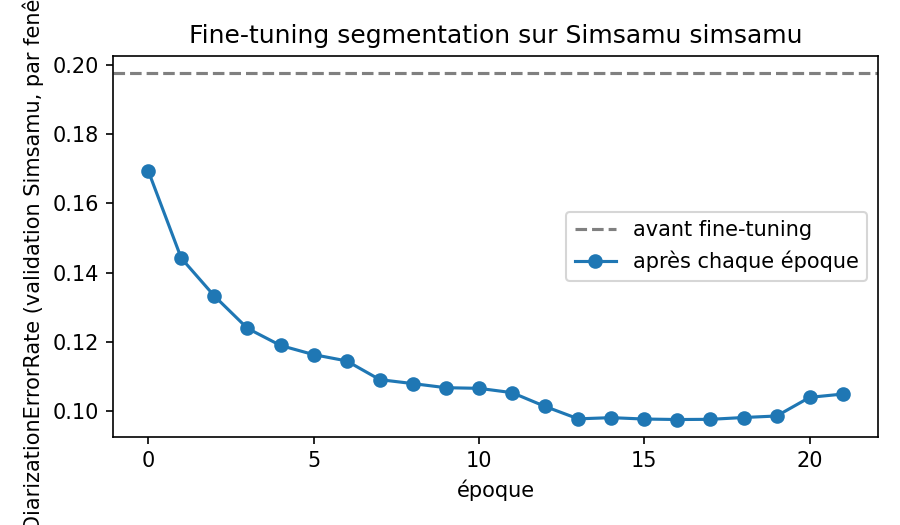 Fine-tuning segmentation sur Simsamu simsamu
DiarizationErrorRate (validation Simsamu, par
0.20
0.18
0.16
0.14
0.12
0.10
avant fine-tuning
après chaque époque
0
5
10
15
20
époque